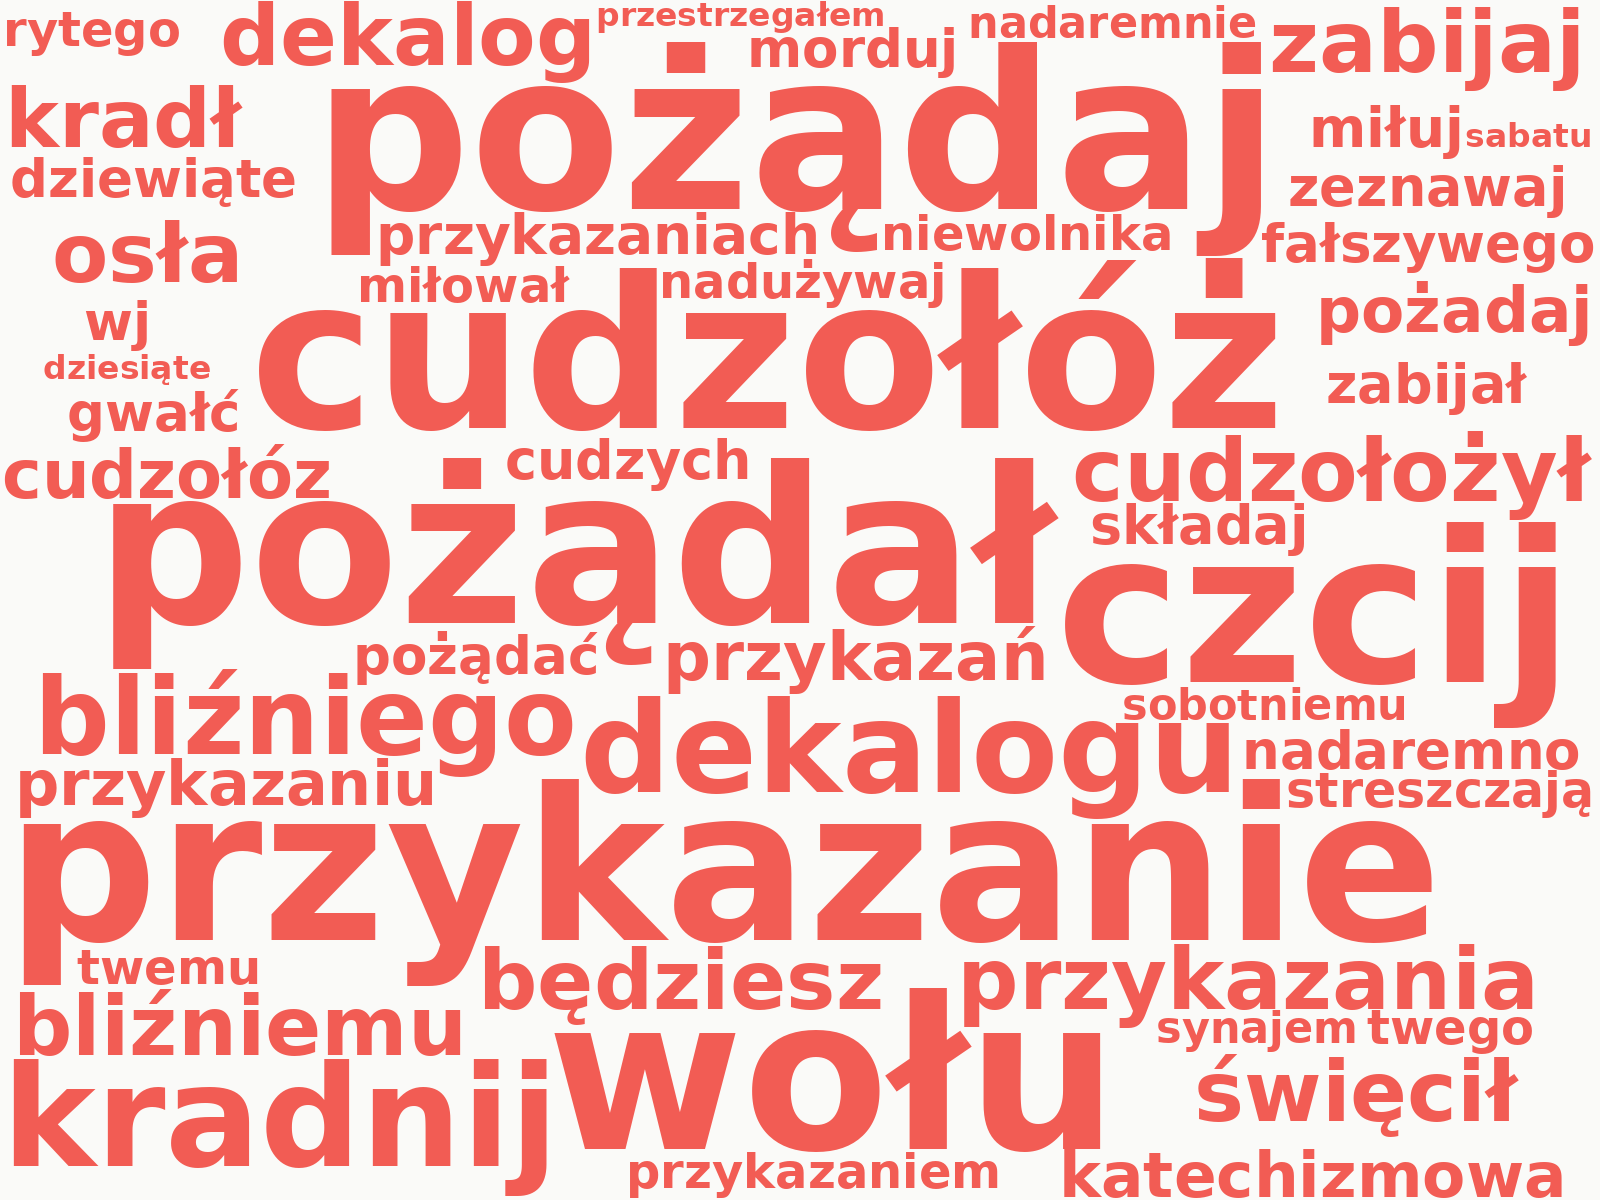 rytego
dekalog
przestrzegałem
morduj
nadaremnie
zabijaj
kradł
pożądaj
miłuj
sabatu
dziewiąte
zeznawaj
osła
przykazaniach
niewolnika
fałszywego
miłował
nadużywaj
wj
cudzołóż
pożadaj
dziesiąte
zabijał
gwałć
cudzołóz
cudzych
cudzołożył
pożądał
składaj
czcij
pożądać
przykazań
bliźniego
dekalogu
sobotniemu
nadaremno
przykazaniu
streszczają
przykazanie
twemu
będziesz
przykazania
bliźniemu
wołu
synajem
twego
kradnij
święcił
przykazaniem
katechizmowa